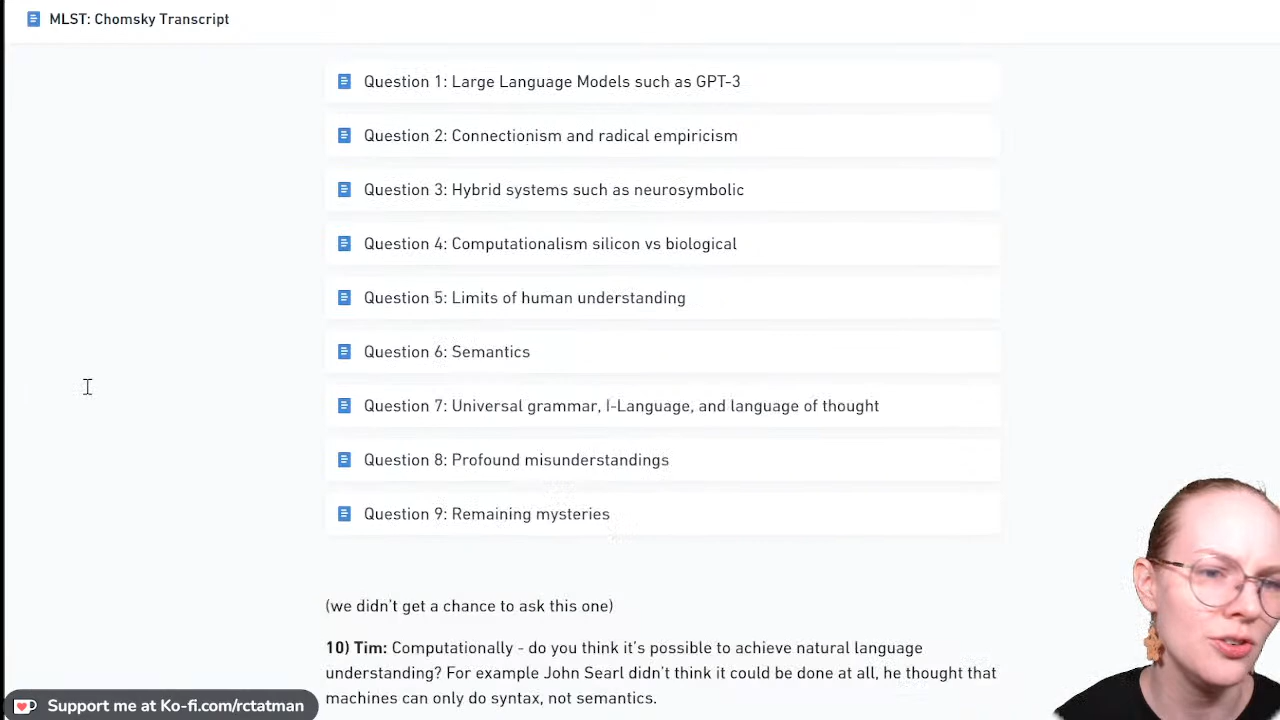 MLST: Chomsky Transcript
Question 1: Large Language Models such as GPT-3
Question 2: Connectionism and radical empiricism
Question 3: Hybrid systems such as neurosymbolic
Question 4: Computationalism silicon vs biological
Question 5: Limits of human understanding
Question 6: Semantics
Question 7: Universal grammar, I-Language, and language of thought
Question 8: Profound misunderstandings
Question 9: Remaining mysteries
(we didn't get a chance to ask this one)
10) Tim: Computationally - do you think it's possible to achieve natural language
understanding? For example John Searl didn't think it could be done at all, he thought that
machines can only do syntax, not semantics.
Support me at Ko-fi.com/rctatman